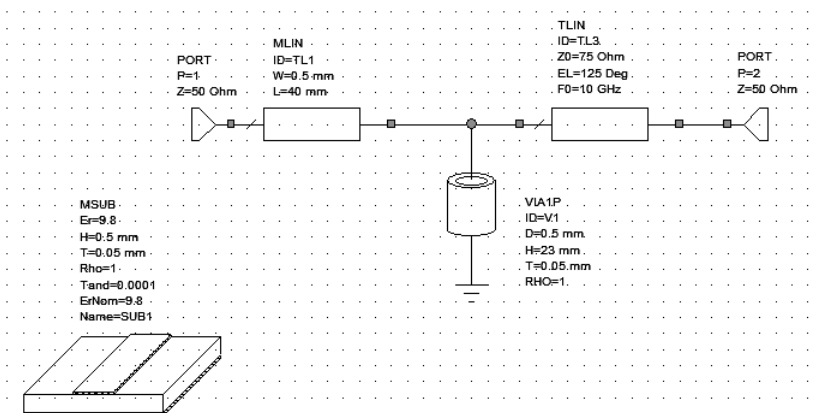 PORT
P=1
Z=50 Ohm
MLIN
ID=TL1
W=0.5 mm
L=40 mm
TLIN
ID=TL3
Z0=75 Ohm
EL=125 Deg
F0=10 GHz
PORT
P=2
Z=50 Ohm
MSUB
Er=9.8
H=0.5 mm
T=0.05 mm
Rho=1
Tand=0.0001
ErNom=9.8
Name=SUB1
VIA1P
ID=V1
D=0.5 mm
H=23 mm
T=0.05 mm
RHO=1